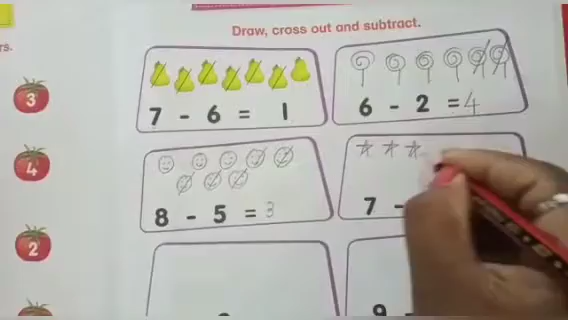 Draw, cross out and subtract.
rs.
3
7 - 6 = 1
6 - 2 = 4
4
8 - 5 = 3
7 -
2
9